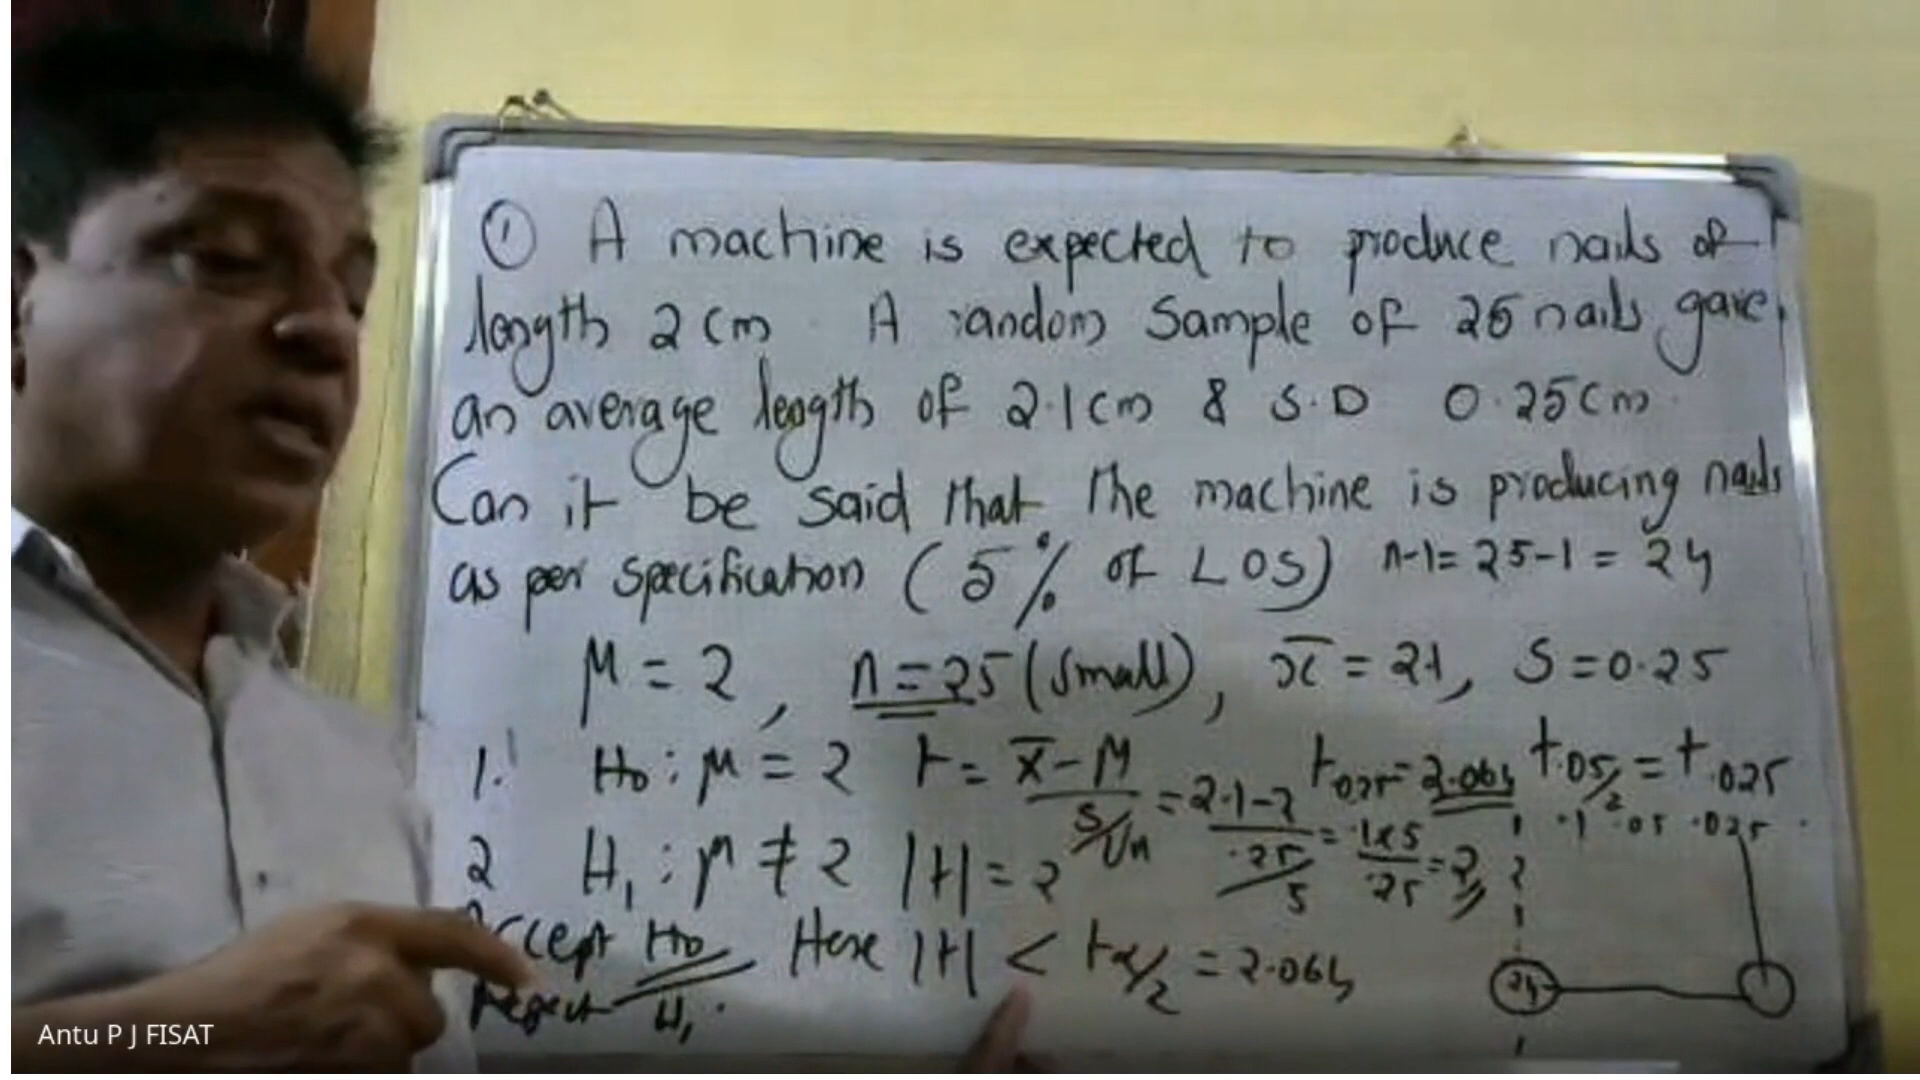 ① A machine is expected to produce nails of
length 2 cm. A random sample of 25 nails gave
an average length of 2.1 cm & S.D 0.25 cm.
Can it be said that the machine is producing nails
as per specification (5% of LOS) n-1 = 25-1 = 24
μ = 2, n = 25 (small), x̄ = 2.1, S = 0.25
1. H₀ : μ = 2 t = x̄-μ / S/√n = 2.1-2 / .25/5 = .1x5 / .25 = 2 t.025 = 2.064 t.05/2 = t.025
.1 .05 .025
2 H₁ : μ ≠ 2 |t| = 2
Accept H₀ Here |t| < tα/2 = 2.064 24
Reject H₁.
Antu P J FISAT